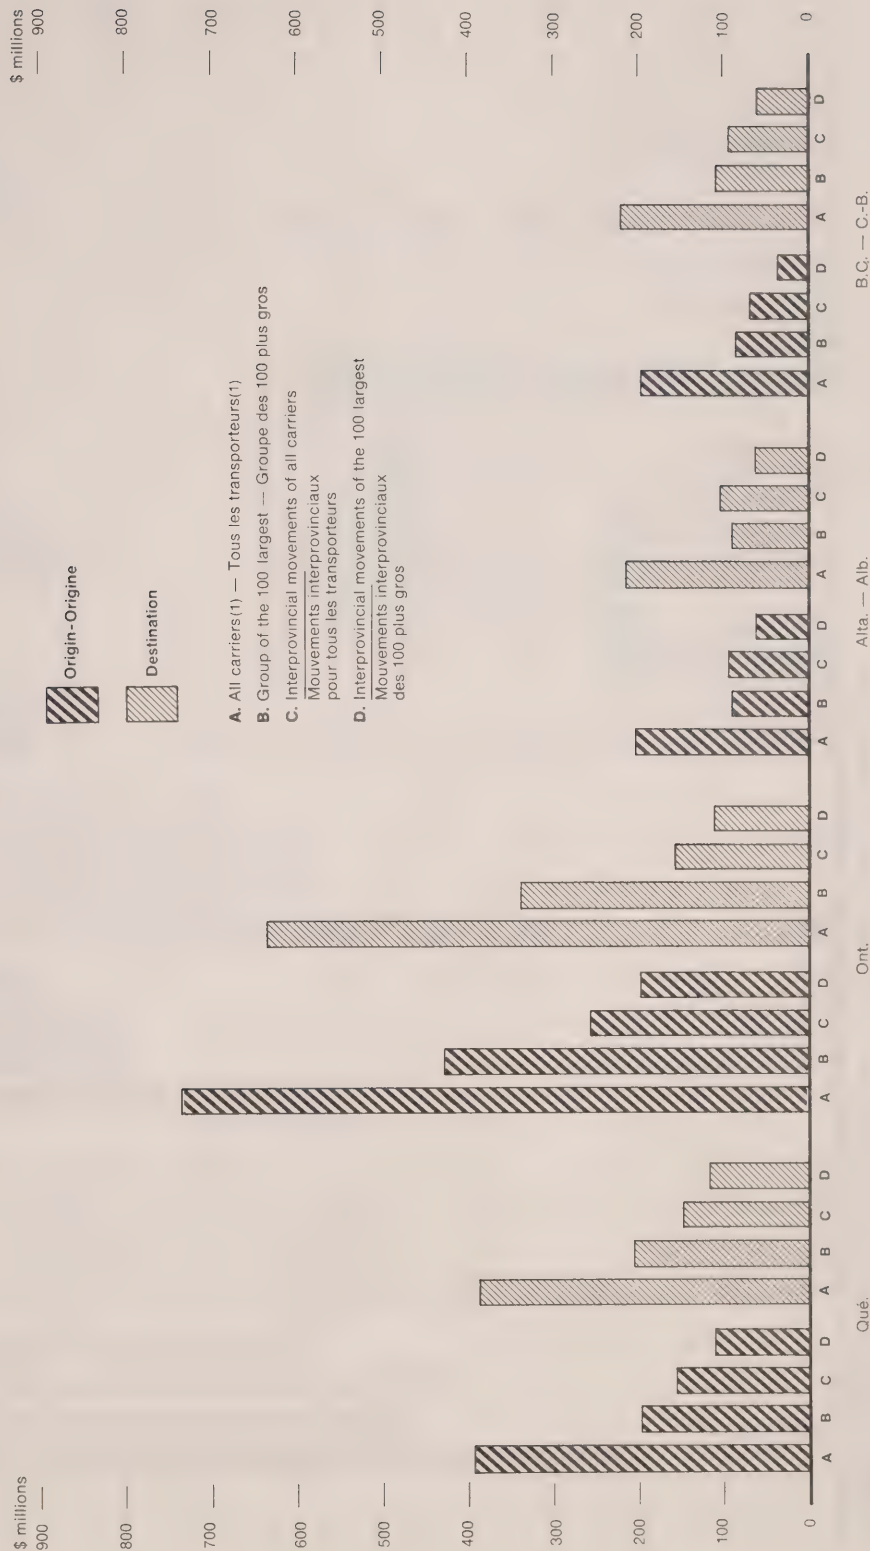 $ millions
900
800
700
600
500
400
300
200
100
0
$ millions
900
800
700
600
500
400
300
200
100
0
Origin-Origine
Destination
A. All carriers(1) — Tous les transporteurs(1)
B. Group of the 100 largest — Groupe des 100 plus gros
C. Interprovincial movements of all carriers
Mouvements interprovinciaux
pour tous les transporteurs
D. Interprovincial movements of the 100 largest
Mouvements interprovinciaux
des 100 plus gros
A B C D A B C D A B C D A B C D A B C D A B C D A B C D A B C D
Qué. Ont. Alta. — Alb. B.C. — C.-B.